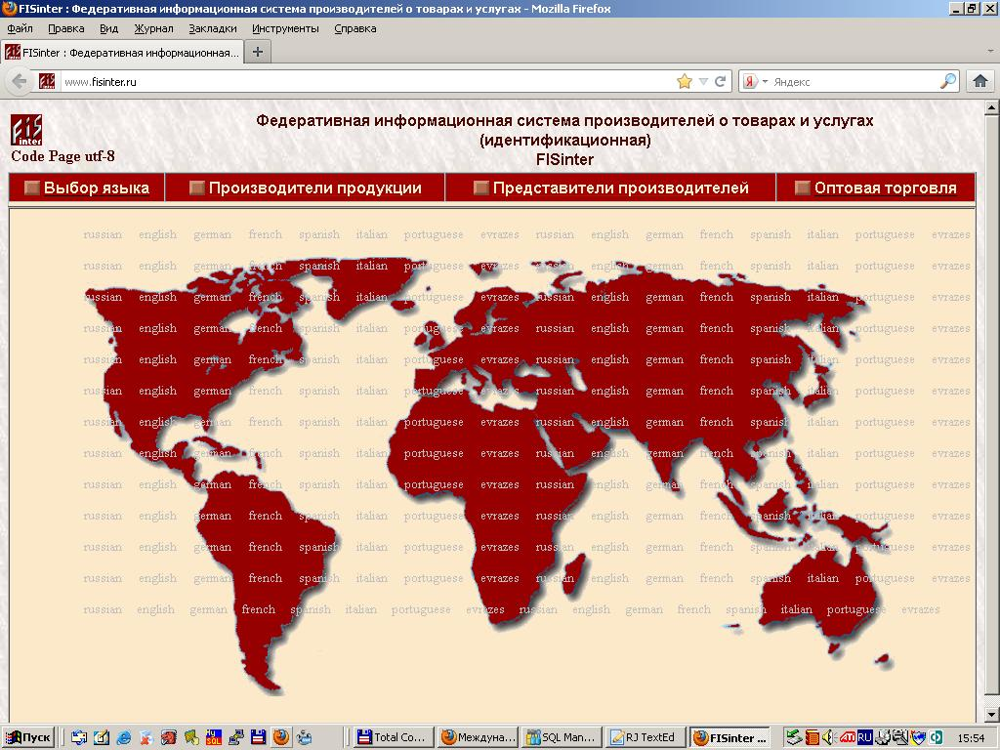 FISinter : Федеративная информационная система производителей о товарах и услугах - Mozilla Firefox
Файл Правка Вид Журнал Закладки Инструменты Справка
FISinter : Федеративная информационная... +
www.fisinter.ru Я Яндекс
FiS inter
Code Page utf-8
Федеративная информационная система производителей о товарах и услугах
(идентификационная)
FISinter
Выбор языка Производители продукции Представители производителей Оптовая торговля
russian english german french spanish italian portuguese evrazes russian english german french spanish italian portuguese evrazes
russian english german french spanish italian portuguese evrazes russian english german french spanish italian portuguese evrazes
russian english german french spanish italian portuguese evrazes russian english german french spanish italian portuguese evrazes
russian english german french spanish italian portuguese evrazes russian english german french spanish italian portuguese evrazes
russian english german french spanish italian portuguese evrazes russian english german french spanish italian portuguese evrazes
russian english german french spanish italian portuguese evrazes russian english german french spanish italian portuguese evrazes
russian english german french spanish italian portuguese evrazes russian english german french spanish italian portuguese evrazes
russian english german french spanish italian portuguese evrazes russian english german french spanish italian portuguese evrazes
russian english german french spanish italian portuguese evrazes russian english german french spanish italian portuguese evrazes
russian english german french spanish italian portuguese evrazes russian english german french spanish italian portuguese evrazes
russian english german french spanish italian portuguese evrazes russian english german french spanish italian portuguese evrazes
russian english german french spanish italian portuguese evrazes russian english german french spanish italian portuguese evrazes
russian english german french spanish italian portuguese evrazes russian english german french spanish italian portuguese evrazes
Пуск Total Co... Междуна... SQL Man... RJ TextEd FISinter ... RU 15:54